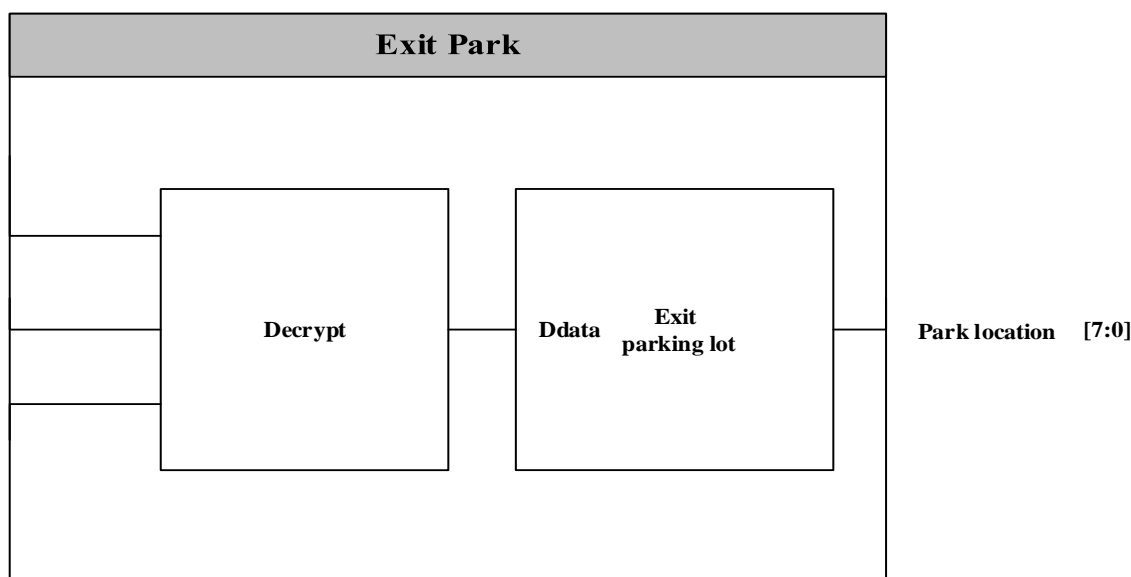 Exit Park
Decrypt
Ddata
Exit
parking lot
Park location [7:0]